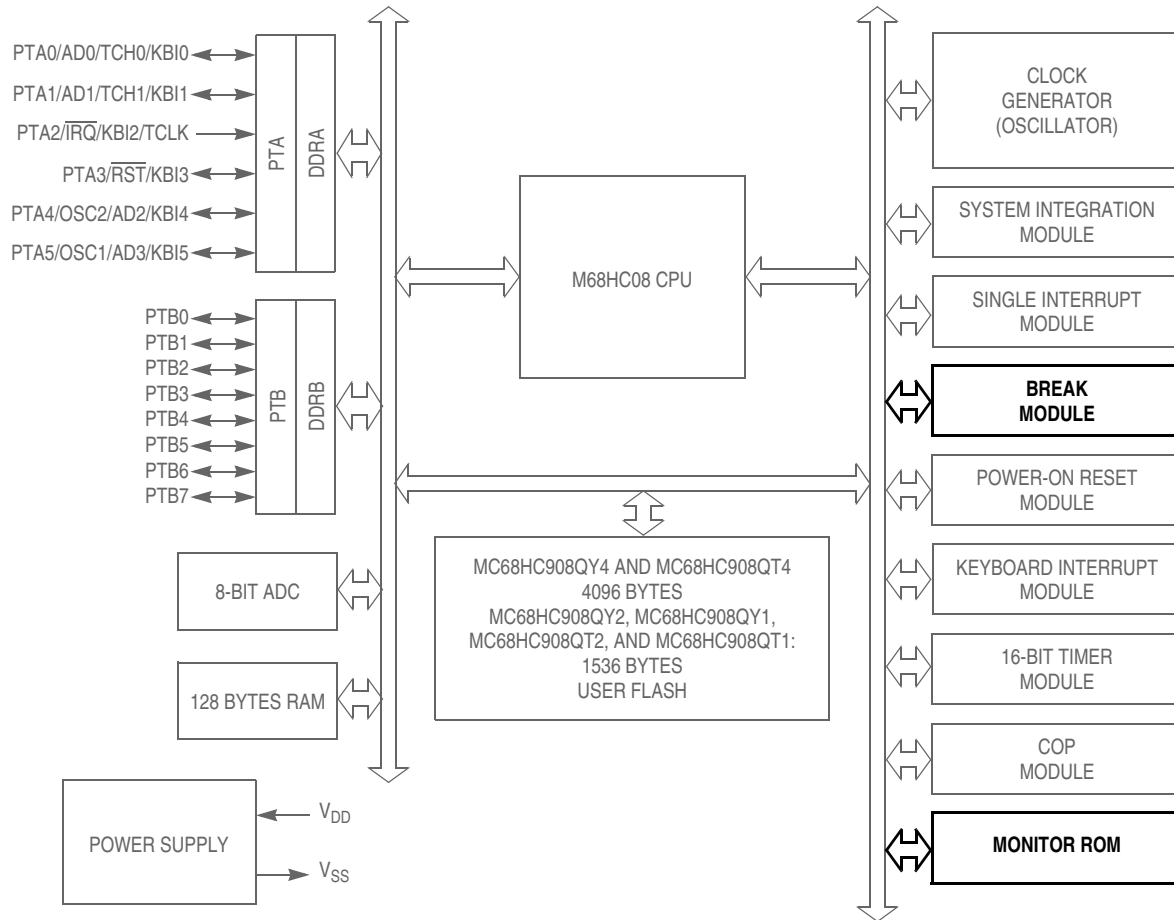 PTA0/AD0/TCH0/KBI0
PTA1/AD1/TCH1/KBI1
PTA2/IRQ/KBI2/TCLK
PTA3/RST/KBI3
PTA4/OSC2/AD2/KBI4
PTA5/OSC1/AD3/KBI5
PTA
DDRA
PTB0
PTB1
PTB2
PTB3
PTB4
PTB5
PTB6
PTB7
PTB
DDRB
8-BIT ADC
128 BYTES RAM
POWER SUPPLY
VDD
VSS
M68HC08 CPU
MC68HC908QY4 AND MC68HC908QT4
4096 BYTES
MC68HC908QY2, MC68HC908QY1,
MC68HC908QT2, AND MC68HC908QT1:
1536 BYTES
USER FLASH
CLOCK
GENERATOR
(OSCILLATOR)
SYSTEM INTEGRATION
MODULE
SINGLE INTERRUPT
MODULE
BREAK
MODULE
POWER-ON RESET
MODULE
KEYBOARD INTERRUPT
MODULE
16-BIT TIMER
MODULE
COP
MODULE
MONITOR ROM